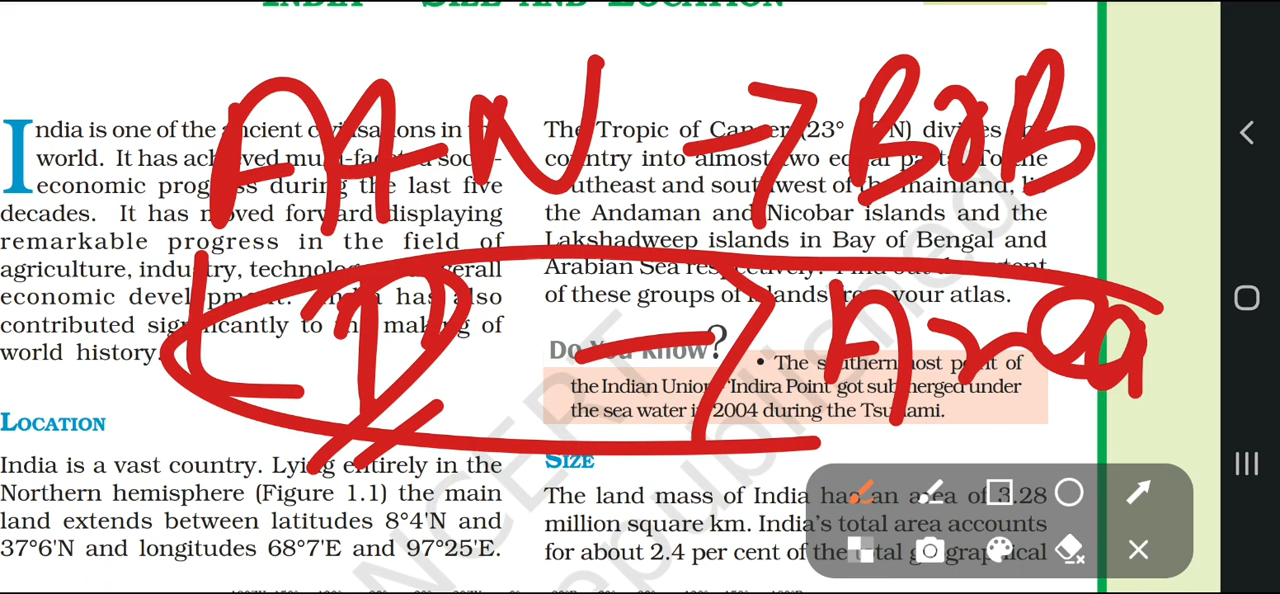 INDIA SIZE AND LOCATION
India is one of the ancient civilisations in the
world. It has achieved multi-faceted socio-
economic progress during the last five
decades. It has moved forward displaying
remarkable progress in the field of
agriculture, industry, technology and overall
economic development. India has also
contributed significantly to the making of
world history.
LOCATION
India is a vast country. Lying entirely in the
Northern hemisphere (Figure 1.1) the main
land extends between latitudes 8°4'N and
37°6'N and longitudes 68°7'E and 97°25'E.
The Tropic of Cancer (23° N) divides the
country into almost two equal parts. To the
southeast and southwest of the mainland, lie
the Andaman and Nicobar islands and the
Lakshadweep islands in Bay of Bengal and
Arabian Sea respectively. Find out the extent
of these groups of islands from your atlas.
Do You Know?
• The southernmost point of
the Indian Union 'Indira Point' got submerged under
the sea water in 2004 during the Tsunami.
SIZE
The land mass of India has an area of 3.28
million square km. India's total area accounts
for about 2.4 per cent of the total geographical
A&N → BoB
LD →
NCERT
republished